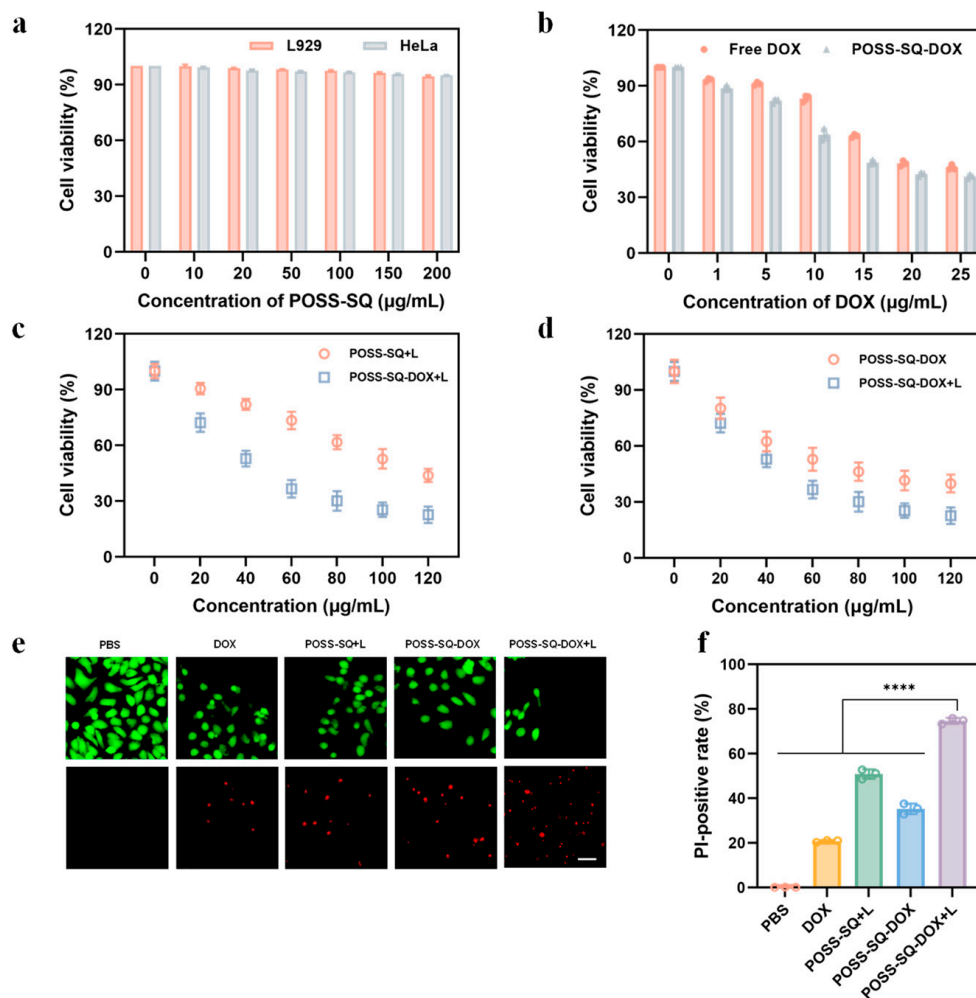 a
120
90
60
30
0
Cell viability (%)
L929
HeLa
0 10 20 50 100 150 200
Concentration of POSS-SQ (μg/mL)
b
120
90
60
30
0
Cell viability (%)
Free DOX
POSS-SQ-DOX
0 1 5 10 15 20 25
Concentration of DOX (μg/mL)
c
120
90
60
30
0
Cell viability (%)
POSS-SQ+L
POSS-SQ-DOX+L
0 20 40 60 80 100 120
Concentration (μg/mL)
d
120
90
60
30
0
Cell viability (%)
POSS-SQ-DOX
POSS-SQ-DOX+L
0 20 40 60 80 100 120
Concentration (μg/mL)
e
PBS
DOX
POSS-SQ+L
POSS-SQ-DOX
POSS-SQ-DOX+L
f
100
80
60
40
20
0
PI-positive rate (%)
****
PBS
DOX
POSS-SQ+L
POSS-SQ-DOX
POSS-SQ-DOX+L